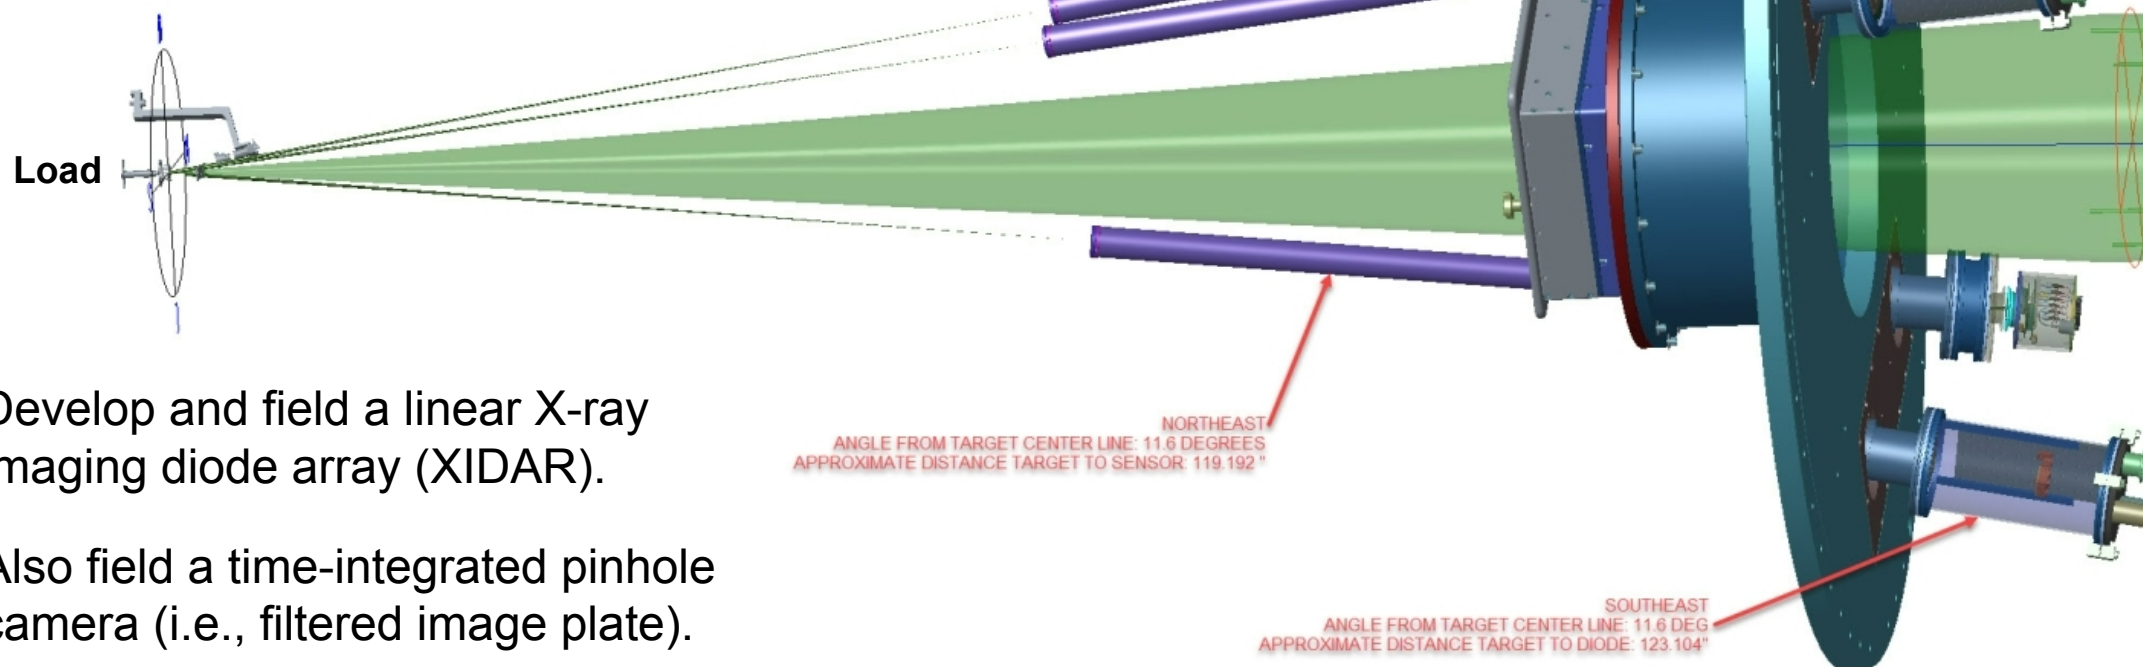 Load
Develop and field a linear X-ray
imaging diode array (XIDAR).
Also field a time-integrated pinhole
camera (i.e., filtered image plate).
NORTHEAST
ANGLE FROM TARGET CENTER LINE: 11.6 DEGREES
APPROXIMATE DISTANCE TARGET TO SENSOR: 119.192 "
SOUTHEAST
ANGLE FROM TARGET CENTER LINE: 11.6 DEG
APPROXIMATE DISTANCE TARGET TO DIODE: 123.104"